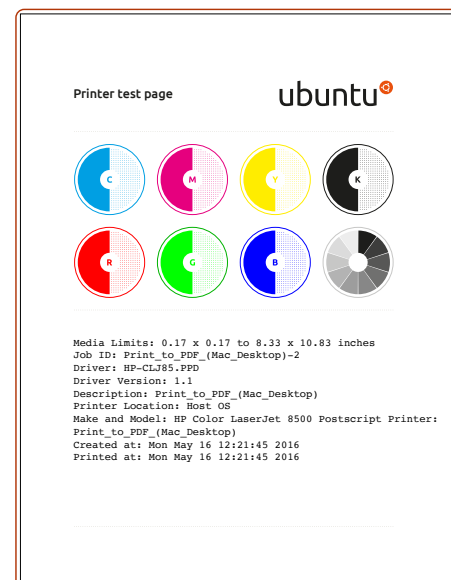 Printer test page
ubuntu
C M Y K
R G B
Media Limits: 0.17 x 0.17 to 8.33 x 10.83 inches
Job ID: Print_to_PDF_(Mac_Desktop)-2
Driver: HP-CLJ85.PPD
Driver Version: 1.1
Description: Print_to_PDF_(Mac_Desktop)
Printer Location: Host OS
Make and Model: HP Color LaserJet 8500 Postscript Printer:
Print_to_PDF_(Mac_Desktop)
Created at: Mon May 16 12:21:45 2016
Printed at: Mon May 16 12:21:45 2016